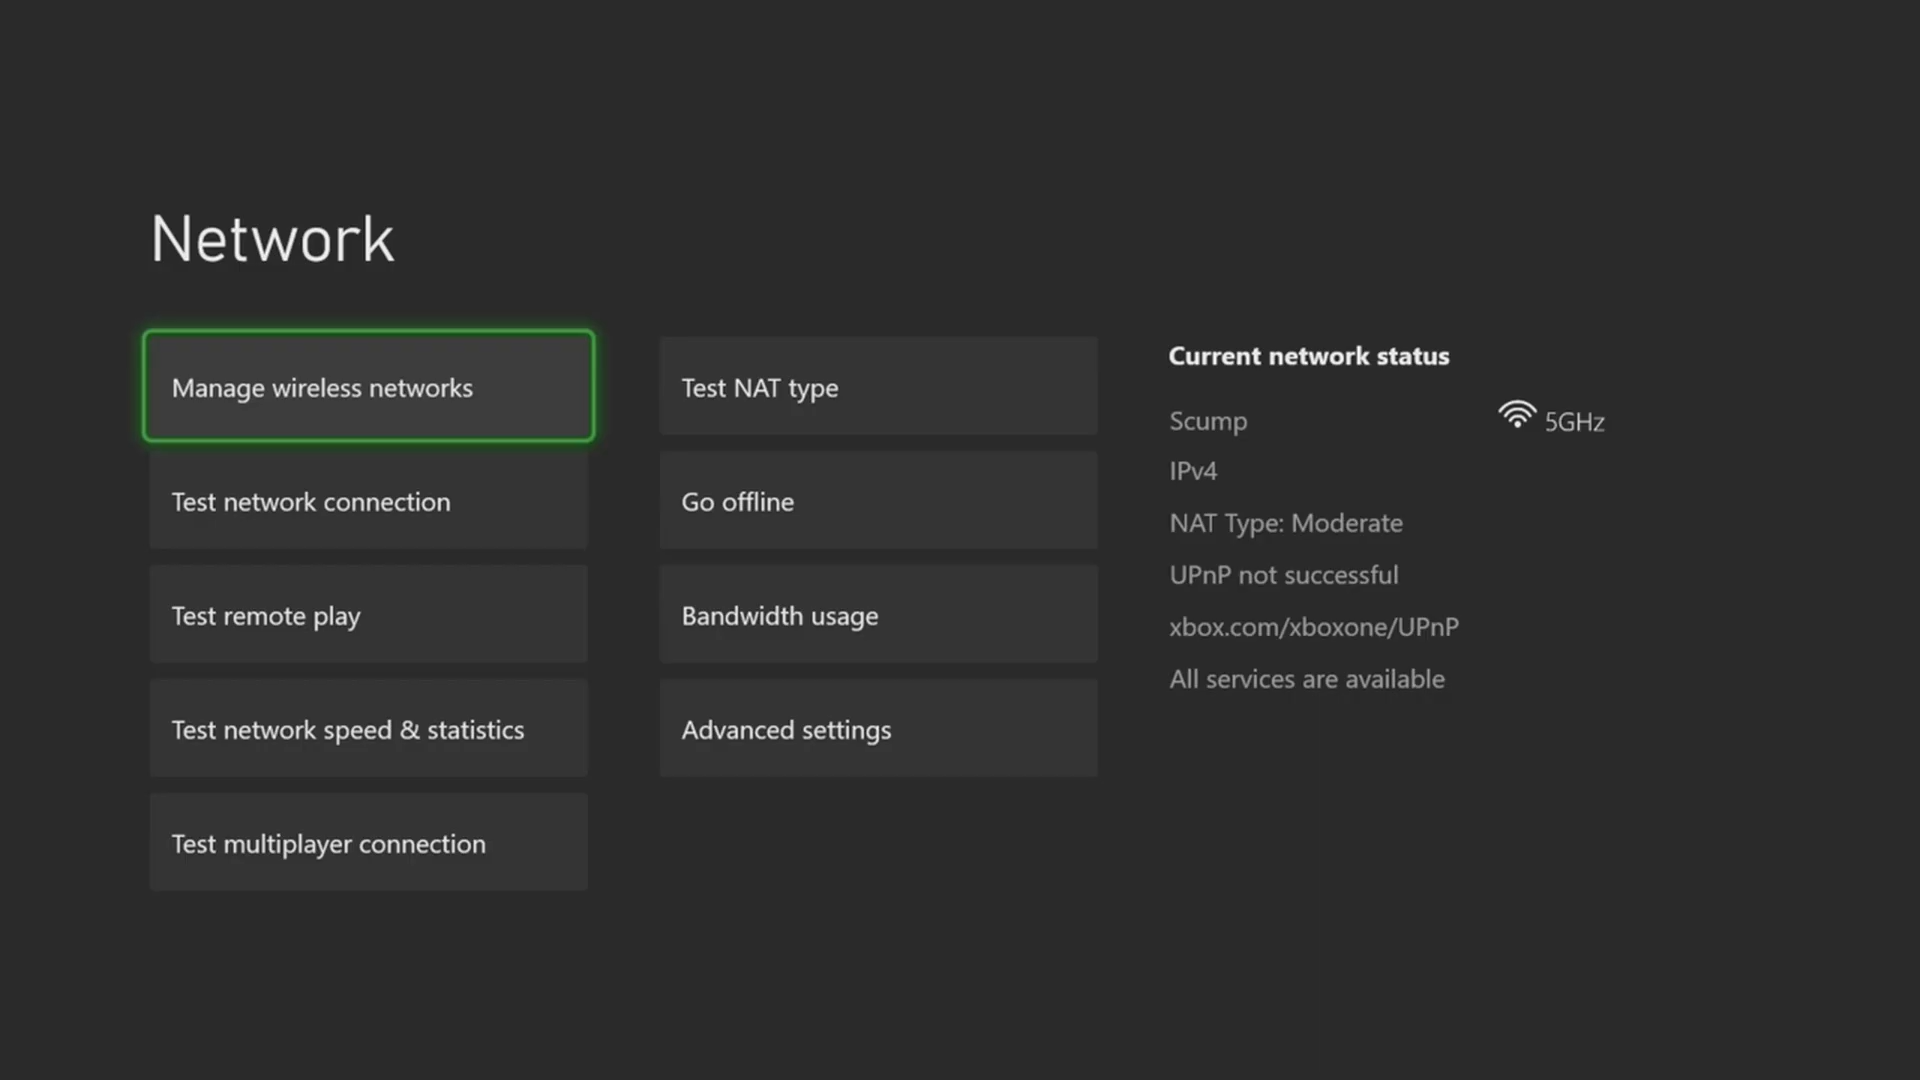 Network
Manage wireless networks
Test network connection
Test remote play
Test network speed & statistics
Test multiplayer connection
Test NAT type
Go offline
Bandwidth usage
Advanced settings
Current network status
Scump 5GHz
IPv4
NAT Type: Moderate
UPnP not successful
xbox.com/xboxone/UPnP
All services are available